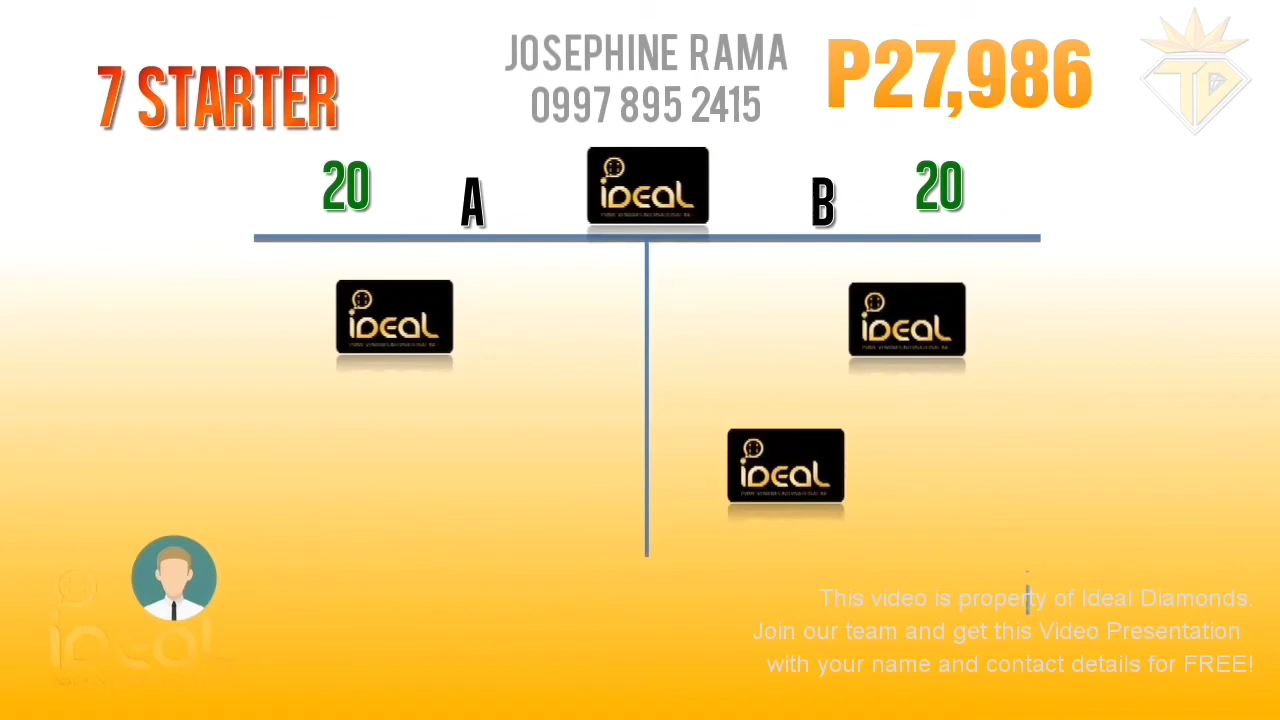 JOSEPHINE RAMA
0997 895 2415
7 STARTER
P27,986
TD
20
A
iDEAL
B
20
iDEAL
iDEAL
iDEAL
iDEAL
This video is property of Ideal Diamonds.
Join our team and get this Video Presentation
with your name and contact details for FREE!